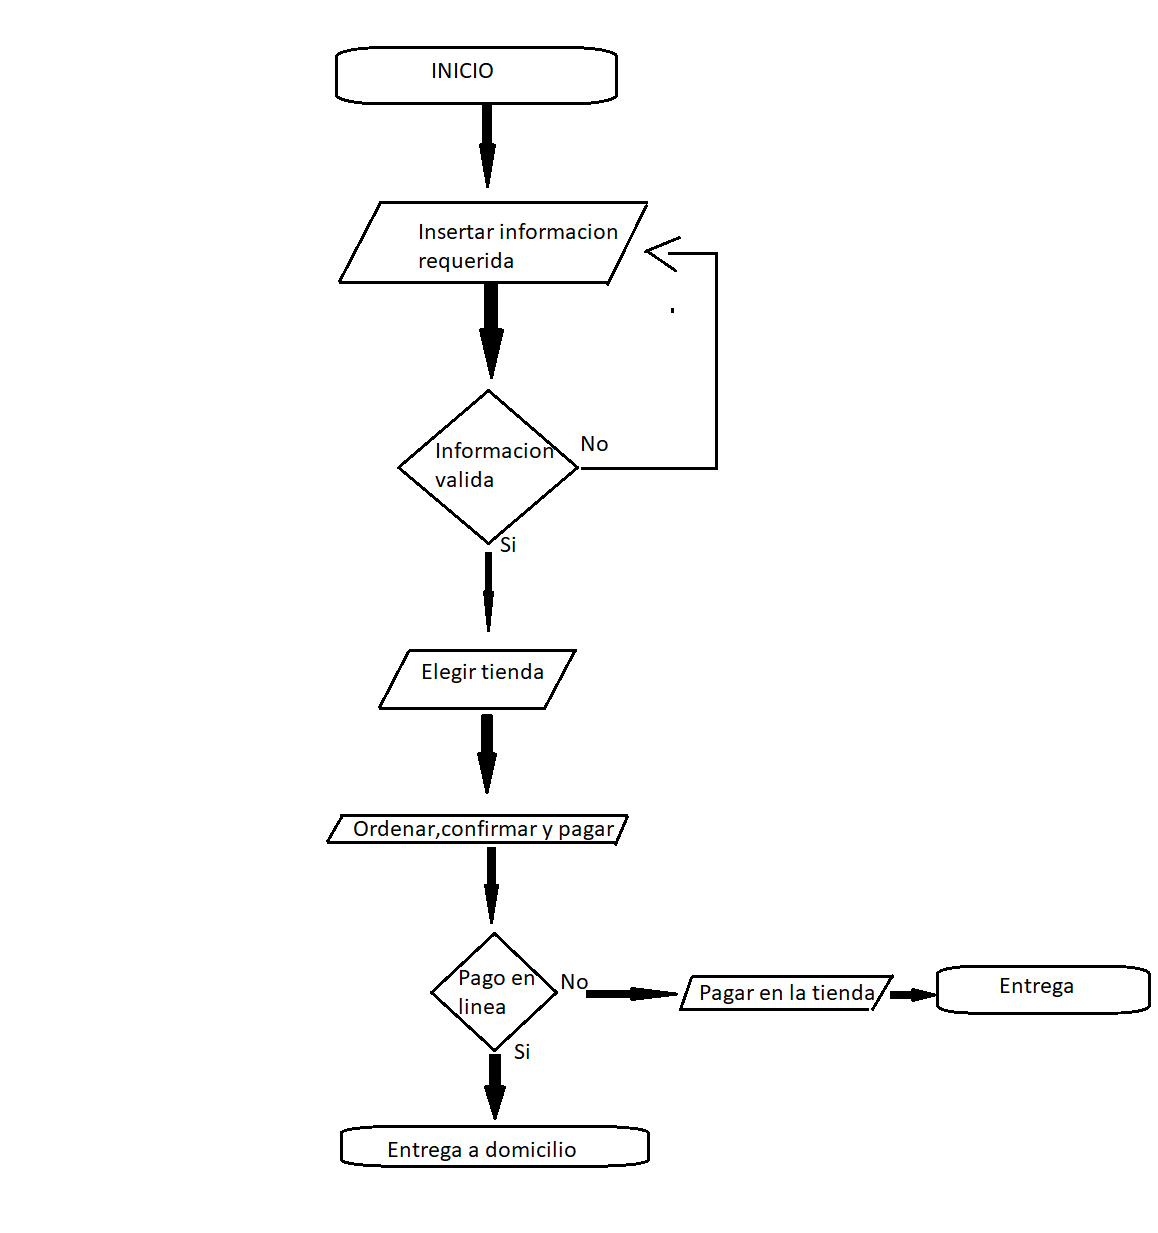 INICIO
Insertar informacion
requerida
Informacion
valida
No
Si
Elegir tienda
Ordenar,confirmar y pagar
Pago en
linea
No
Pagar en la tienda
Entrega
Si
Entrega a domicilio